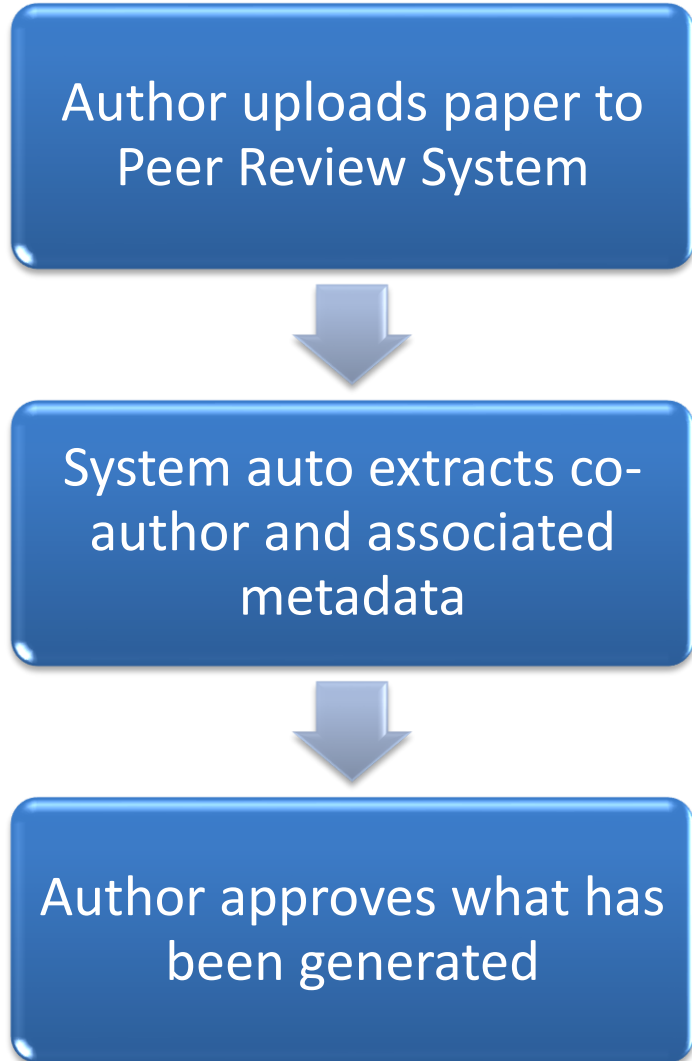 Author uploads paper to
Peer Review System
System auto extracts co-
author and associated
metadata
Author approves what has
been generated